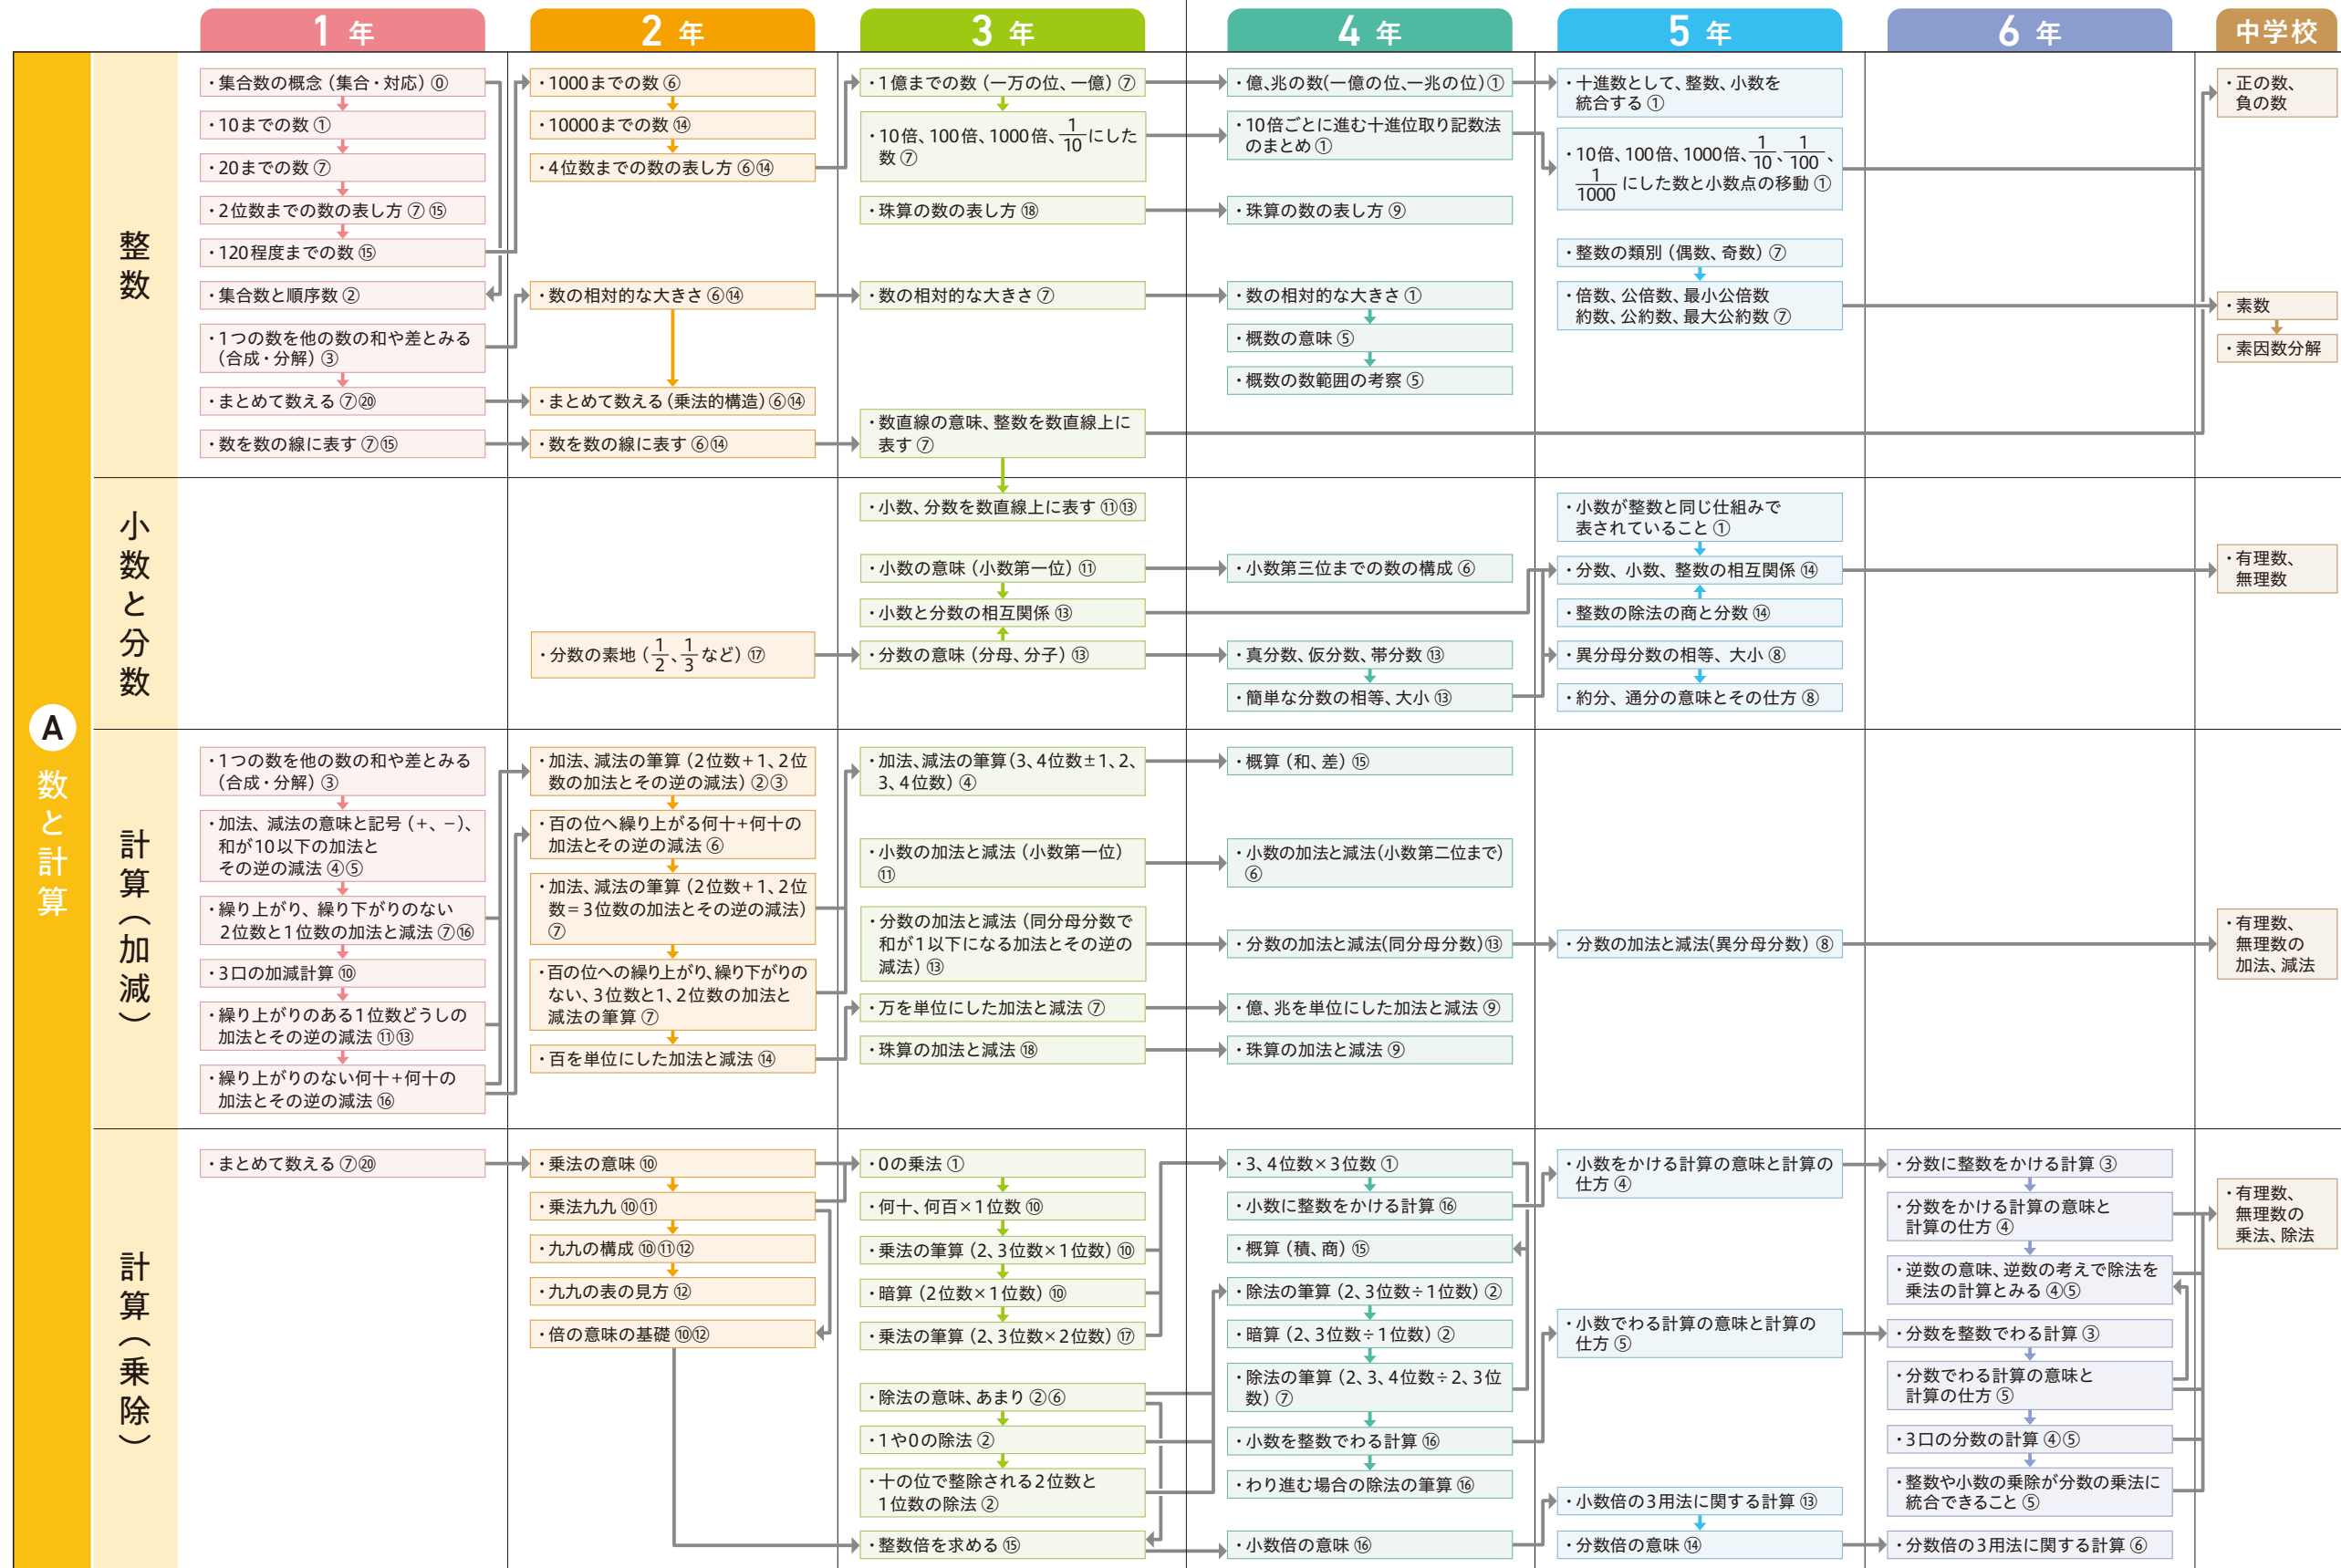 1 年
2 年
3 年
4 年
5 年
6 年
中学校
A
数と計算
整数
・集合数の概念（集合・対応）⓪
・10までの数 ①
・20までの数 ⑦
・2位数までの数の表し方 ⑦ ⑮
・120程度までの数 ⑮
・集合数と順序数 ②
・1つの数を他の数の和や差とみる
（合成・分解）③
・まとめて数える ⑦⑳
・数を数の線に表す ⑦⑮
・1000までの数 ⑥
・10000までの数 ⑭
・4位数までの数の表し方 ⑥⑭
・数の相対的な大きさ ⑥⑭
・まとめて数える（乗法的構造）⑥⑭
・数を数の線に表す ⑥⑭
・1億までの数（一万の位、一億）⑦
・10倍、100倍、1000倍、1/10にした
数 ⑦
・珠算の数の表し方 ⑱
・数の相対的な大きさ ⑦
・数直線の意味、整数を数直線上に
表す ⑦
・億、兆の数（一億の位、一兆の位）①
・10倍ごとに進む十進位取り記数法
のまとめ ①
・珠算の数の表し方 ⑨
・数の相対的な大きさ ①
・概数の意味 ⑤
・概数の数範囲の考察 ⑤
・十進数として、整数、小数を
統合する ①
・10倍、100倍、1000倍、1/10、1/100、
1/1000 にした数と小数点の移動 ①
・整数の類別（偶数、奇数）⑦
・倍数、公倍数、最小公倍数
約数、公約数、最大公約数 ⑦
・正の数、
負の数
・素数
・素因数分解
小数と分数
・分数の素地（1/2、1/3など）⑰
・小数、分数を数直線上に表す ⑪⑬
・小数の意味（小数第一位）⑪
・小数と分数の相互関係 ⑬
・分数の意味（分母、分子）⑬
・小数第三位までの数の構成 ⑥
・真分数、仮分数、帯分数 ⑬
・簡単な分数の相等、大小 ⑬
・小数が整数と同じ仕組みで
表されていること ①
・分数、小数、整数の相互関係 ⑭
・整数の除法の商と分数 ⑭
・異分母分数の相等、大小 ⑧
・約分、通分の意味とその仕方 ⑧
・有理数、
無理数
計算（加減）
・1つの数を他の数の和や差とみる
（合成・分解）③
・加法、減法の意味と記号（＋、－）、
和が10以下の加法と
その逆の減法 ④⑤
・繰り上がり、繰り下がりのない
2位数と1位数の加法と減法 ⑦⑯
・3口の加減計算 ⑩
・繰り上がりのある1位数どうしの
加法とその逆の減法 ⑪⑬
・繰り上がりのない何十＋何十の
加法とその逆の減法 ⑯
・加法、減法の筆算（2位数＋1、2位
数の加法とその逆の減法）②③
・百の位へ繰り上がる何十＋何十の
加法とその逆の減法 ⑥
・加法、減法の筆算（2位数＋1、2位
数＝3位数の加法とその逆の減法）
⑦
・百の位への繰り上がり、繰り下がりの
ない、3位数と1、2位数の加法と
減法の筆算 ⑦
・百を単位にした加法と減法 ⑭
・加法、減法の筆算（3、4位数±1、2、
3、4位数）④
・小数の加法と減法（小数第一位）
⑪
・分数の加法と減法（同分母分数で
和が1以下になる加法とその逆の
減法）⑬
・万を単位にした加法と減法 ⑦
・珠算の加法と減法 ⑱
・概算（和、差）⑮
・小数の加法と減法（小数第二位まで）
⑥
・分数の加法と減法（同分母分数）⑬
・億、兆を単位にした加法と減法 ⑨
・珠算の加法と減法 ⑨
・分数の加法と減法（異分母分数）⑧
・有理数、
無理数の
加法、減法
計算（乗除）
・まとめて数える ⑦⑳
・乗法の意味 ⑩
・乗法九九 ⑩⑪
・九九の構成 ⑩⑪⑫
・九九の表の見方 ⑫
・倍の意味の基礎 ⑩⑫
・0の乗法 ①
・何十、何百×1位数 ⑩
・乗法の筆算（2、3位数×1位数）⑩
・暗算（2位数×1位数）⑩
・乗法の筆算（2、3位数×2位数）⑰
・除法の意味、あまり ②⑥
・1や0の除法 ②
・十の位で整除される2位数と
1位数の除法 ②
・整数倍を求める ⑮
・3、4位数×3位数 ①
・小数に整数をかける計算 ⑯
・概算（積、商）⑮
・除法の筆算（2、3位数÷1位数）②
・暗算（2、3位数÷1位数）②
・除法の筆算（2、3、4位数÷2、3位
数）⑦
・小数を整数でわる計算 ⑯
・わり進む場合の除法の筆算 ⑯
・小数倍の意味 ⑯
・小数をかける計算の意味と計算の
仕方 ④
・小数でわる計算の意味と計算の
仕方 ⑤
・小数倍の3用法に関する計算 ⑬
・分数倍の意味 ⑭
・分数に整数をかける計算 ③
・分数をかける計算の意味と
計算の仕方 ④
・逆数の意味、逆数の考えで除法を
乗法の計算とみる ④⑤
・分数を整数でわる計算 ③
・分数でわる計算の意味と
計算の仕方 ⑤
・3口の分数の計算 ④⑤
・整数や小数の乗除が分数の乗法に
統合できること ⑤
・分数倍の3用法に関する計算 ⑥
・有理数、
無理数の
乗法、除法